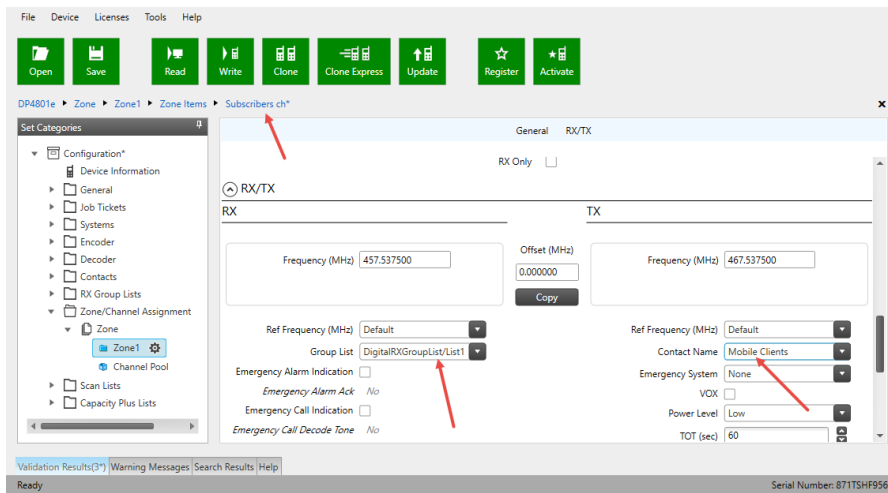 File Device Licenses Tools Help
Open Save Read Write Clone Clone Express Update Register Activate
DP4801e Zone Zone1 Zone Items Subscribers ch*
Set Categories
Configuration*
Device Information
General
Job Tickets
Systems
Encoder
Decoder
Contacts
RX Group Lists
Zone/Channel Assignment
Zone
Zone1
Channel Pool
Scan Lists
Capacity Plus Lists
General RX/TX
RX Only
RX/TX
RX TX
Offset (MHz)
Frequency (MHz) 457.537500 0.000000 Frequency (MHz) 467.537500
Copy
Ref Frequency (MHz) Default Ref Frequency (MHz) Default
Group List DigitalRXGroupList/List1 Contact Name Mobile Clients
Emergency Alarm Indication Emergency System None
Emergency Alarm Ack No VOX
Emergency Call Indication Power Level Low
Emergency Call Decode Tone No TOT (sec) 60
Validation Results(3*) Warning Messages Search Results Help
Ready Serial Number: 871TSHF956